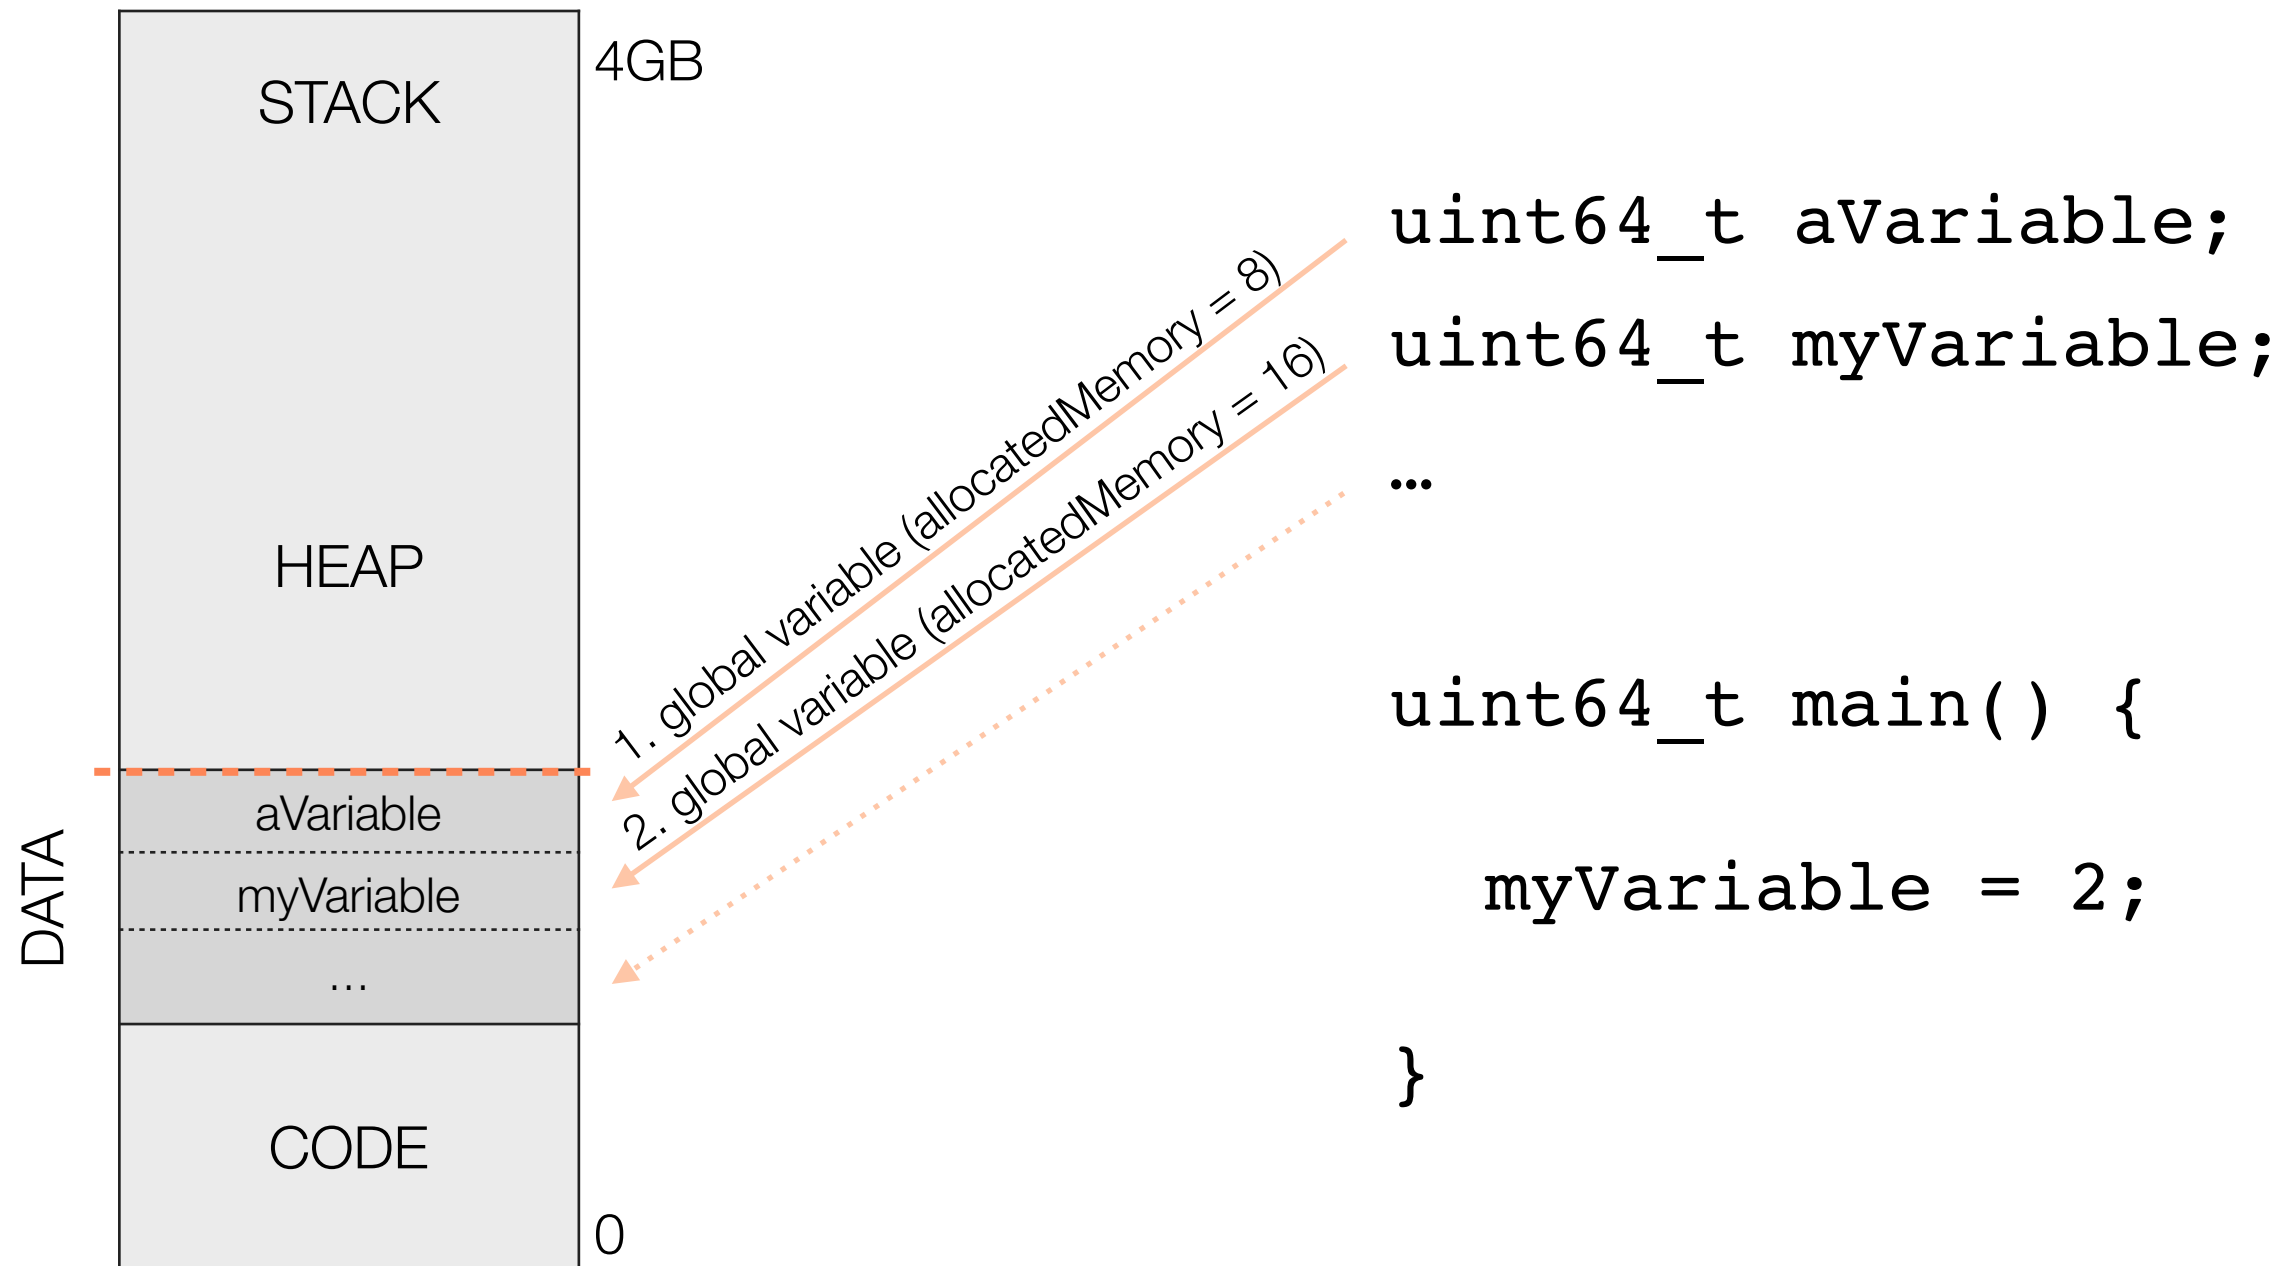 4GB
STACK
HEAP
DATA
aVariable
myVariable
...
CODE
0
1. global variable (allocatedMemory = 8)
2. global variable (allocatedMemory = 16)
uint64_t aVariable;
uint64_t myVariable;
…
uint64_t main() {
myVariable = 2;
}